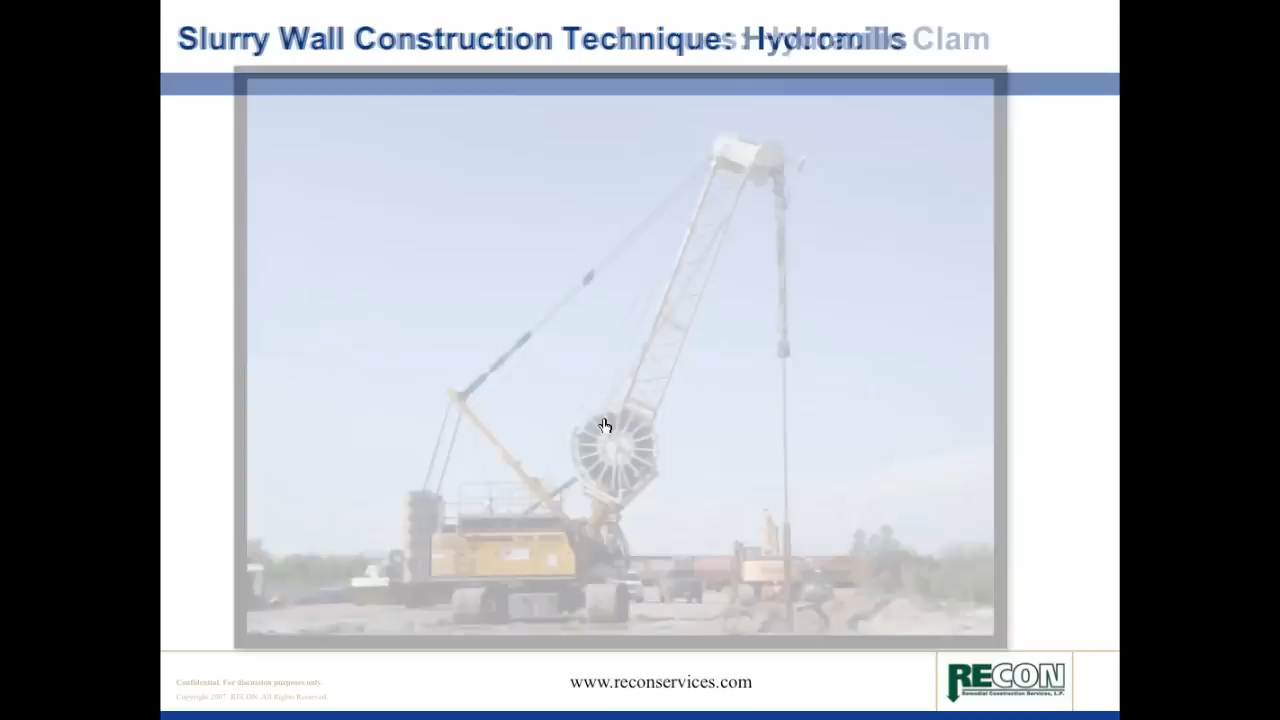 Slurry Wall Construction Technique: Hydromills Clam
Confidential. For discussion purposes only.
Copyright 2007. RECON. All Rights Reserved.
www.reconservices.com
RECON
Remedial Construction Services, L.P.